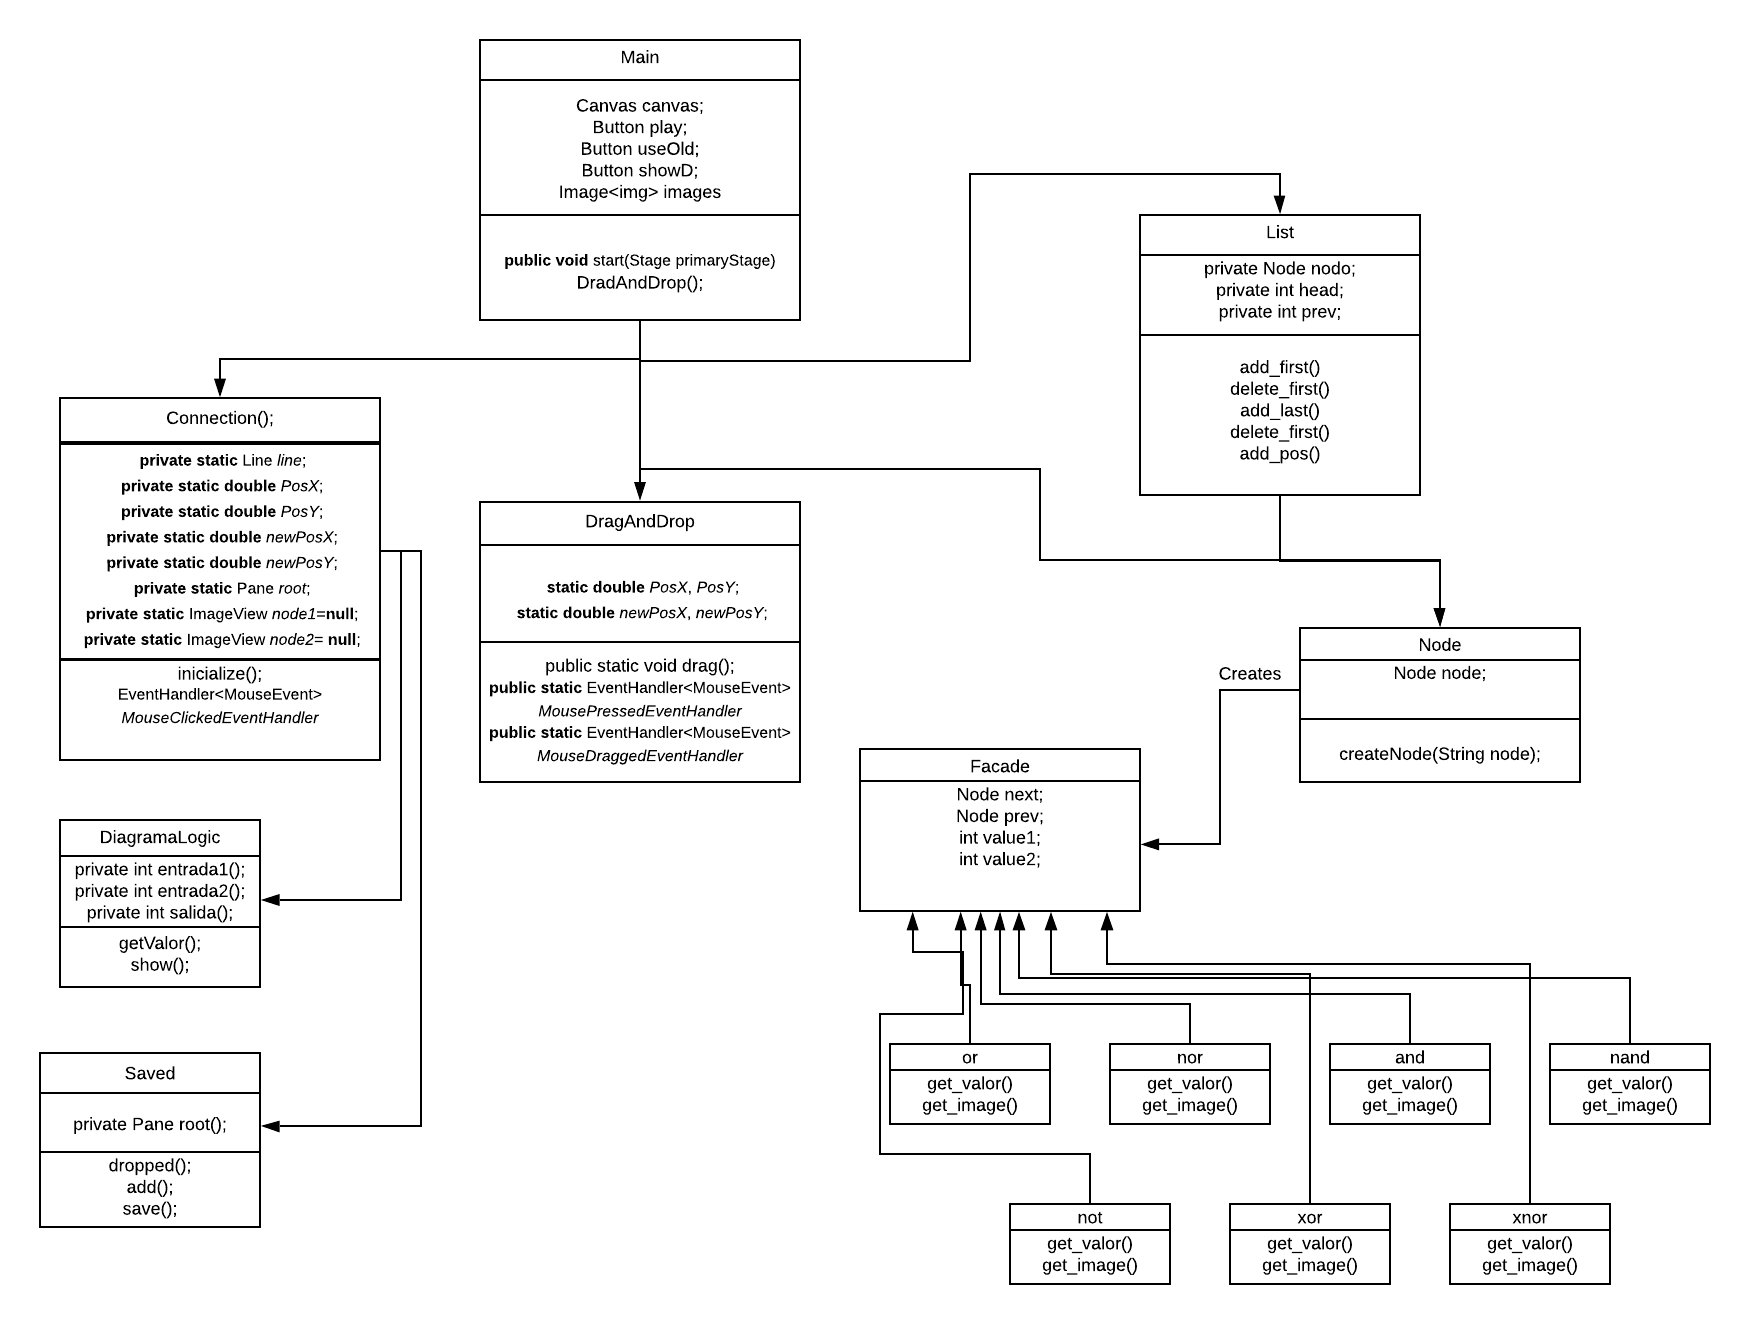 Main
Canvas canvas;
Button play;
Button useOld;
Button showD;
Image<img> images
public void start(Stage primaryStage)
DradAndDrop();
List
private Node nodo;
private int head;
private int prev;
add_first()
delete_first()
add_last()
delete_first()
add_pos()
Connection();
private static Line line;
private static double PosX;
private static double PosY;
private static double newPosX;
private static double newPosY;
private static Pane root;
private static ImageView node1=null;
private static ImageView node2= null;
inicialize();
EventHandler<MouseEvent>
MouseClickedEventHandler
DragAndDrop
static double PosX, PosY;
static double newPosX, newPosY;
public static void drag();
public static EventHandler<MouseEvent>
MousePressedEventHandler
public static EventHandler<MouseEvent>
MouseDraggedEventHandler
Node
Node node;
createNode(String node);
Creates
Facade
Node next;
Node prev;
int value1;
int value2;
DiagramaLogic
private int entrada1();
private int entrada2();
private int salida();
getValor();
show();
Saved
private Pane root();
dropped();
add();
save();
or
get_valor()
get_image()
nor
get_valor()
get_image()
and
get_valor()
get_image()
nand
get_valor()
get_image()
not
get_valor()
get_image()
xor
get_valor()
get_image()
xnor
get_valor()
get_image()